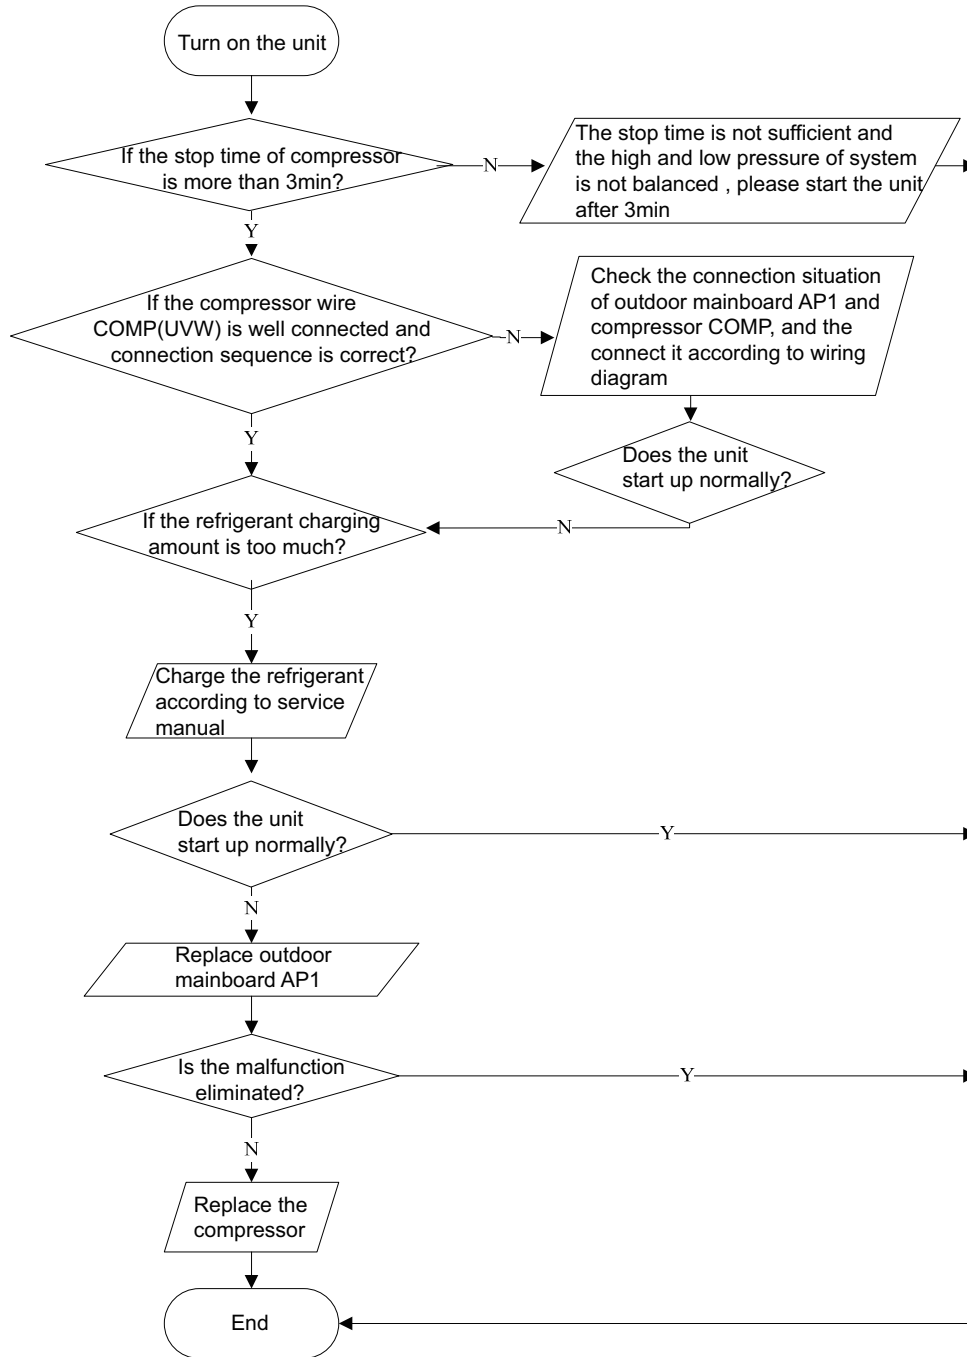 Turn on the unit
If the stop time of compressor
is more than 3min?
N
The stop time is not sufficient and
the high and low pressure of system
is not balanced , please start the unit
after 3min
Y
If the compressor wire
COMP(UVW) is well connected and
connection sequence is correct?
N
Check the connection situation
of outdoor mainboard AP1 and
compressor COMP, and the
connect it according to wiring
diagram
Y
Does the unit
start up normally?
N
If the refrigerant charging
amount is too much?
Y
Charge the refrigerant
according to service
manual
Does the unit
start up normally?
Y
N
Replace outdoor
mainboard AP1
Is the malfunction
eliminated?
Y
N
Replace the
compressor
End